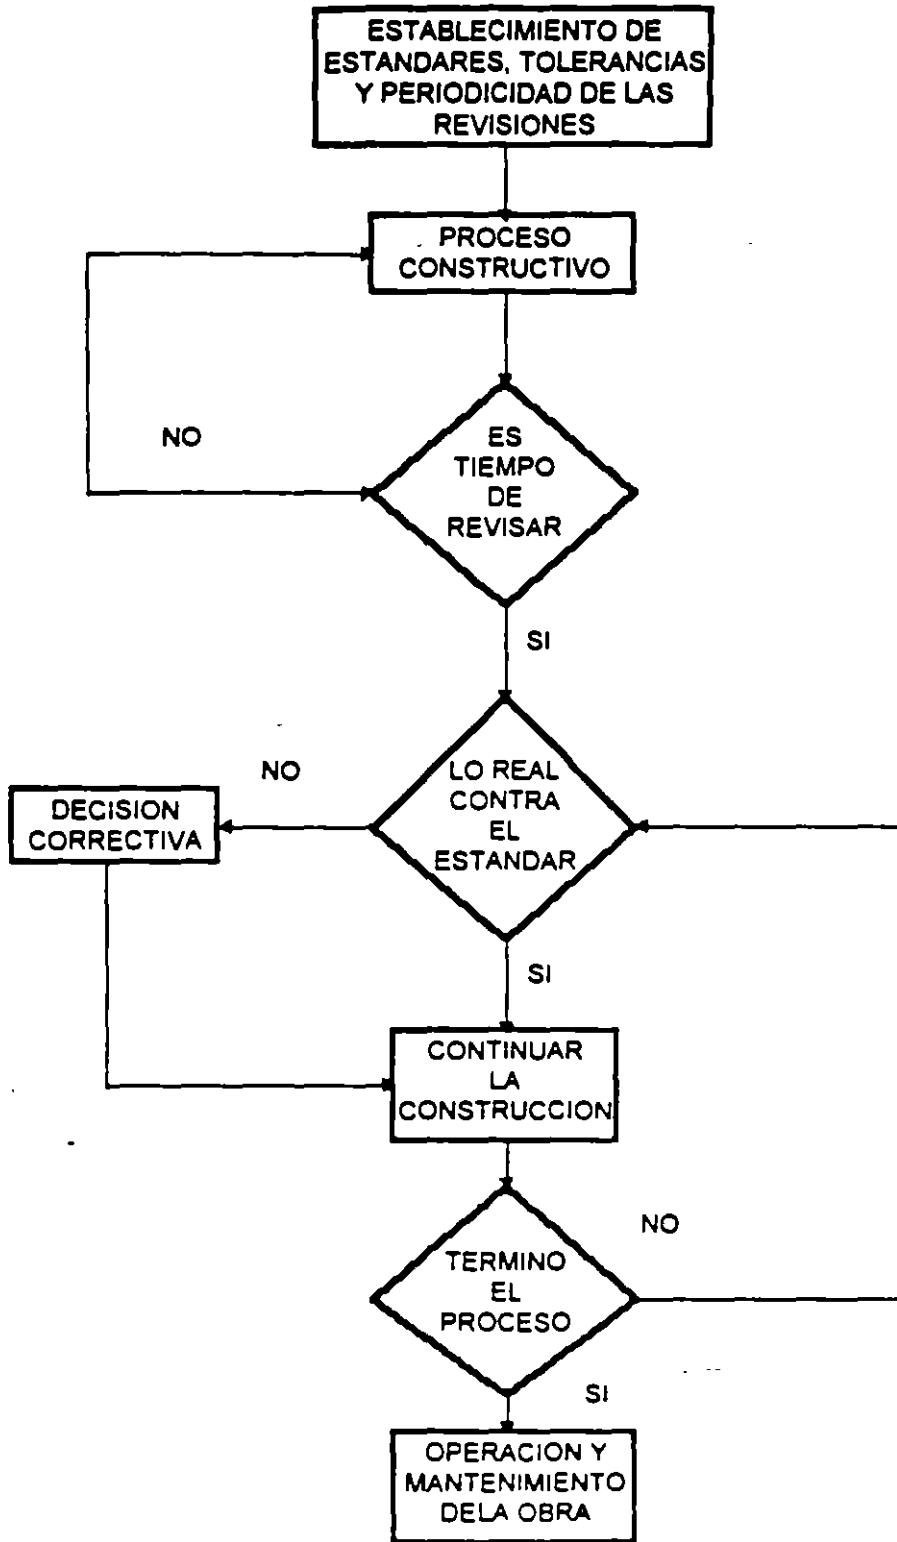 ESTABLECIMIENTO DE
ESTANDARES, TOLERANCIAS
Y PERIODICIDAD DE LAS
REVISIONES
PROCESO
CONSTRUCTIVO
NO
ES
TIEMPO
DE
REVISAR
SI
NO
LO REAL
CONTRA
EL
ESTANDAR
DECISION
CORRECTIVA
SI
CONTINUAR
LA
CONSTRUCCION
NO
TERMINO
EL
PROCESO
SI
OPERACION Y
MANTENIMIENTO
DELA OBRA